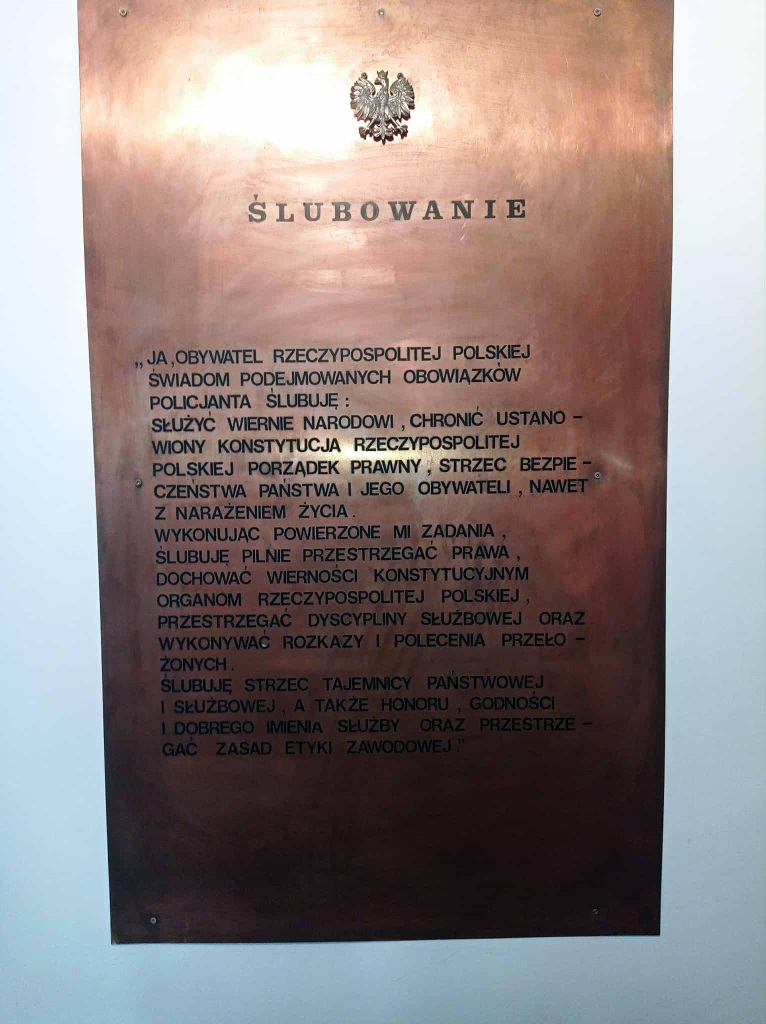 ŚLUBOWANIE
„JA, OBYWATEL RZECZYPOSPOLITEJ POLSKIEJ
ŚWIADOM PODEJMOWANYCH OBOWIĄZKÓW
POLICJANTA ŚLUBUJĘ :
SŁUŻYĆ WIERNIE NARODOWI , CHRONIĆ USTANO –
WIONY KONSTYTUCJA RZECZYPOSPOLITEJ
POLSKIEJ PORZĄDEK PRAWNY , STRZEC BEZPIE –
CZEŃSTWA PAŃSTWA I JEGO OBYWATELI , NAWET
Z NARAŻENIEM ŻYCIA .
WYKONUJĄC POWIERZONE MI ZADANIA ,
ŚLUBUJĘ PILNIE PRZESTRZEGAĆ PRAWA ,
DOCHOWAĆ WIERNOŚCI KONSTYTUCYJNYM
ORGANOM RZECZYPOSPOLITEJ POLSKIEJ ,
PRZESTRZEGAĆ DYSCYPLINY SŁUŻBOWEJ ORAZ
WYKONYWAĆ ROZKAZY I POLECENIA PRZEŁO –
ŻONYCH .
ŚLUBUJĘ STRZEC TAJEMNICY PAŃSTWOWEJ
I SŁUŻBOWEJ , A TAKŻE HONORU , GODNOŚCI
I DOBREGO IMIENIA SŁUŻBY ORAZ PRZESTRZE –
GAĆ ZASAD ETYKI ZAWODOWEJ ."